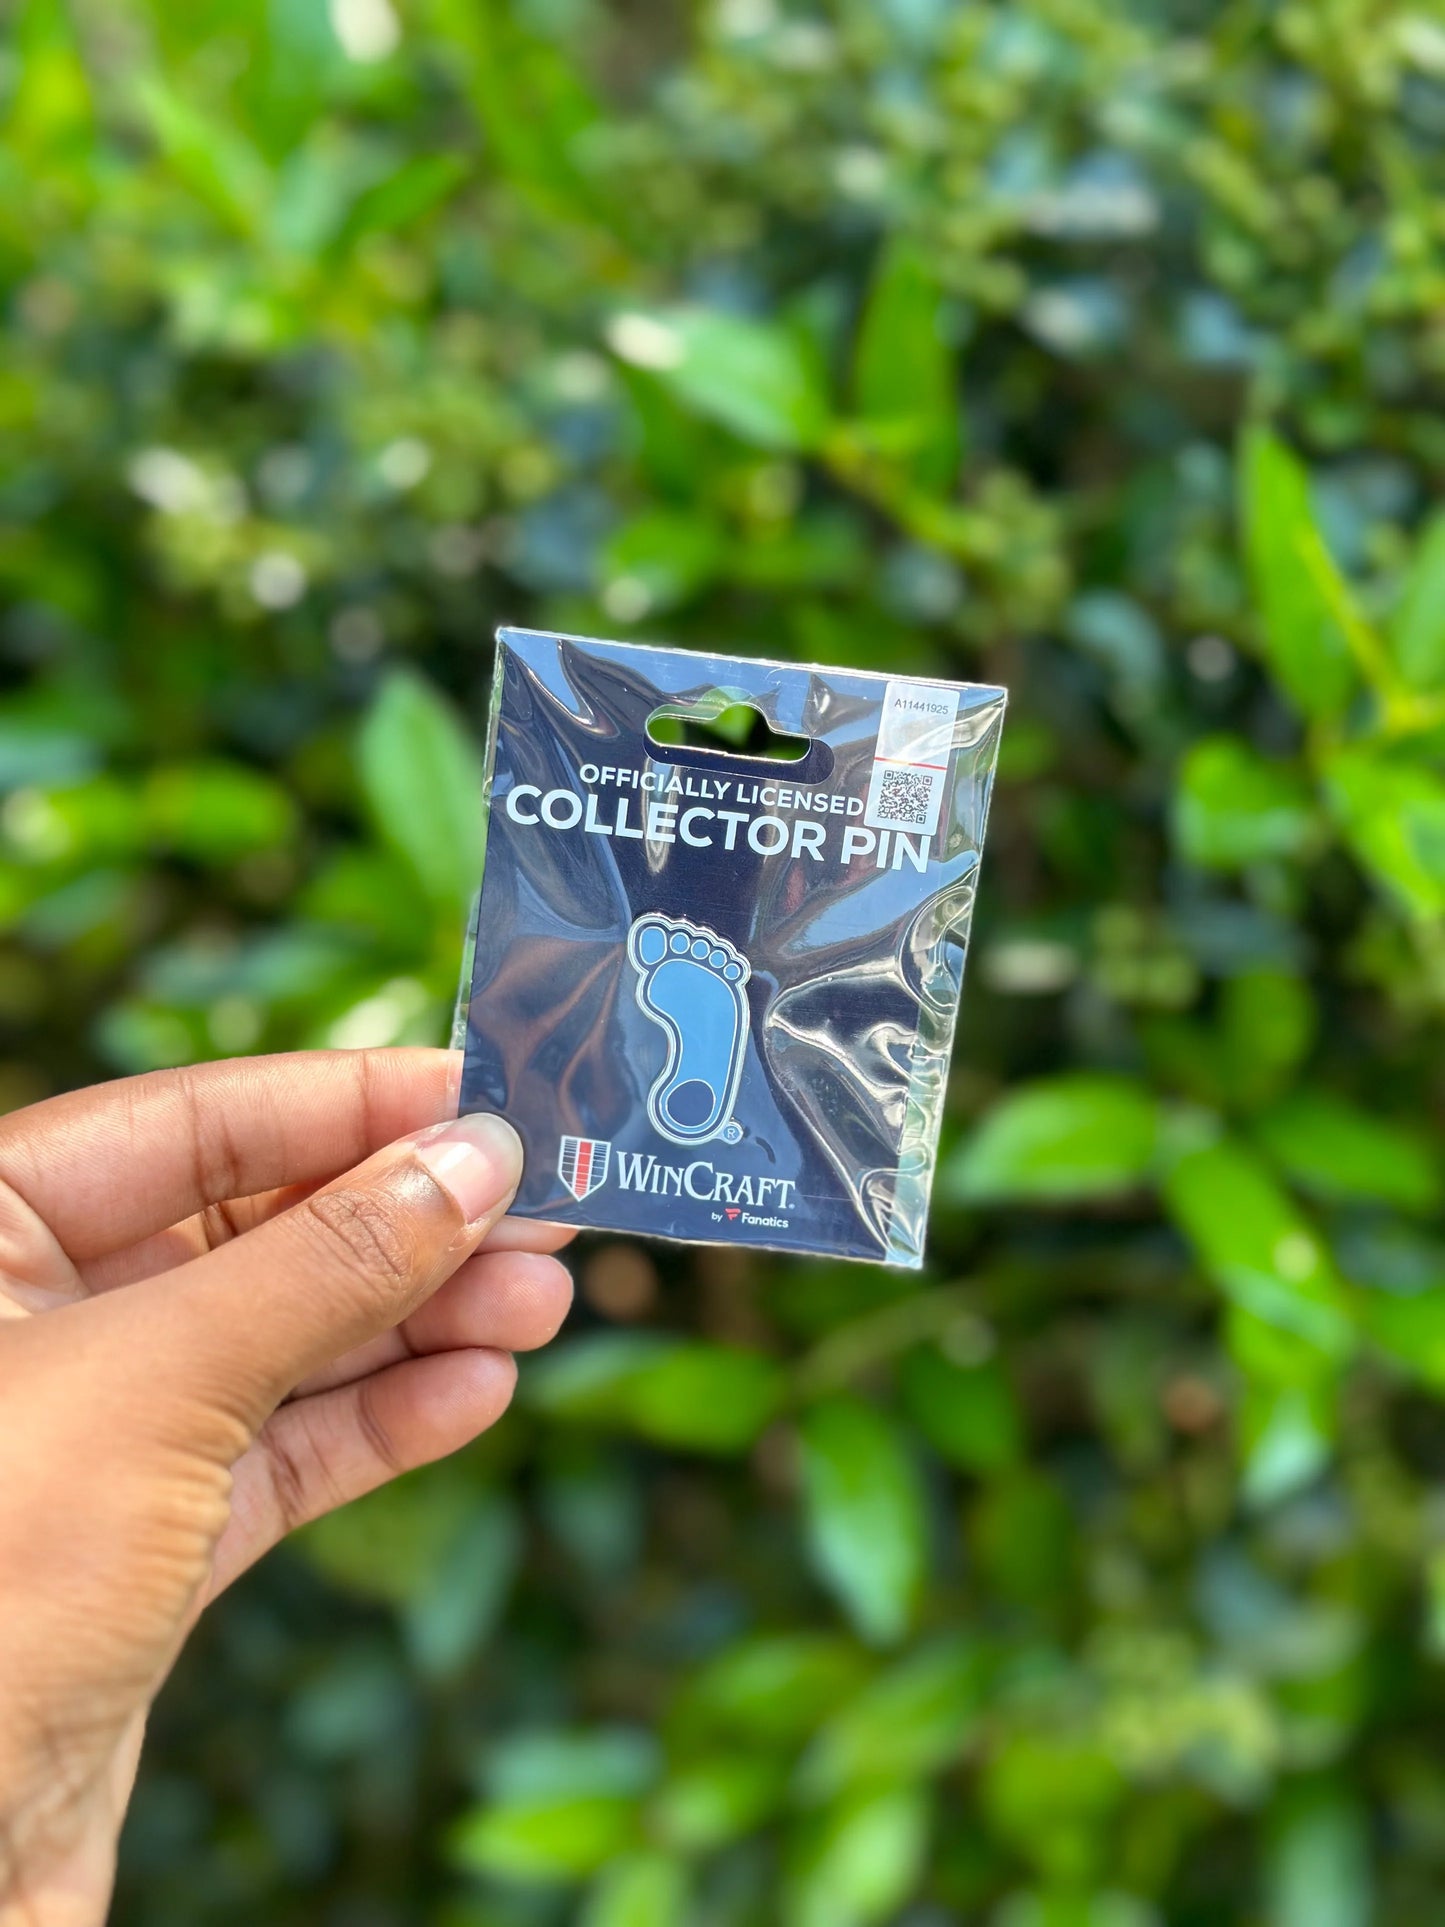 A11441925
OFFICIALLY LICENSED
COLLECTOR PIN
®
WINCRAFT®
by Fanatics